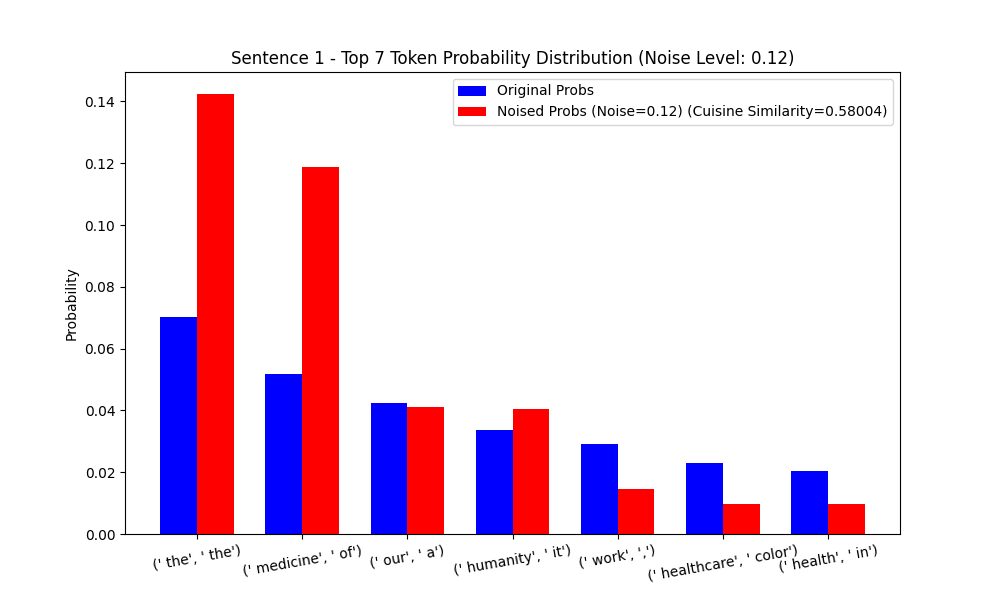 Sentence 1 - Top 7 Token Probability Distribution (Noise Level: 0.12)
Original Probs
Noised Probs (Noise=0.12) (Cuisine Similarity=0.58004)
Probability
0.14
0.12
0.10
0.08
0.06
0.04
0.02
0.00
(' the', ' the')
(' medicine', ' of')
(' our', ' a')
(' humanity', ' it')
(' work', ',')
(' healthcare', ' color')
(' health', ' in')